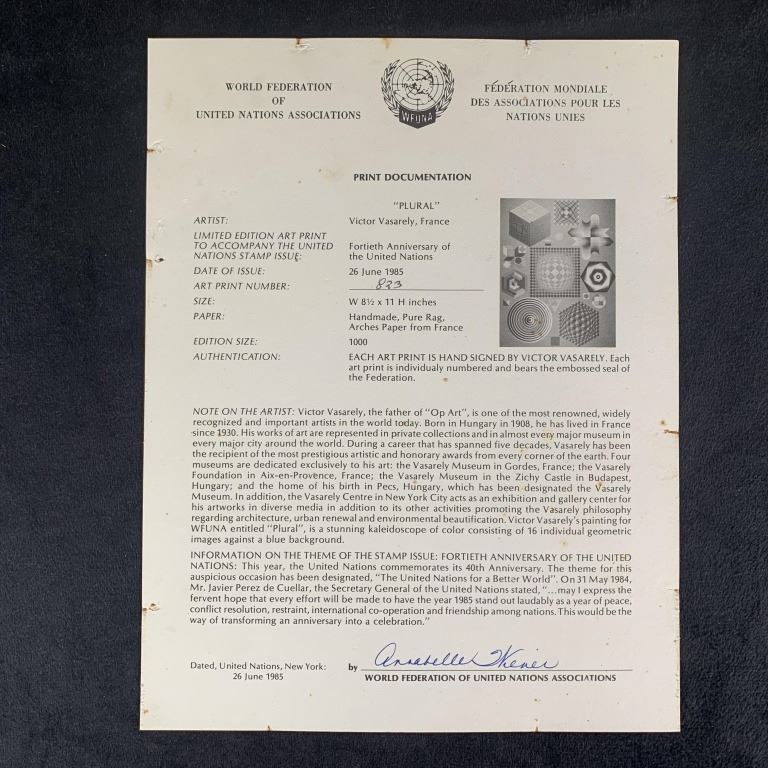 WORLD FEDERATION
OF
UNITED NATIONS ASSOCIATIONS
WFUNA
FÉDÉRATION MONDIALE
DES ASSOCIATIONS POUR LES
NATIONS UNIES
PRINT DOCUMENTATION
"PLURAL"
ARTIST: Victor Vasarely, France
LIMITED EDITION ART PRINT
TO ACCOMPANY THE UNITED Fortieth Anniversary of
NATIONS STAMP ISSUE: the United Nations
DATE OF ISSUE: 26 June 1985
ART PRINT NUMBER: 823
SIZE: W 8½ x 11 H inches
PAPER: Handmade, Pure Rag,
Arches Paper from France
EDITION SIZE: 1000
AUTHENTICATION: EACH ART PRINT IS HAND SIGNED BY VICTOR VASARELY. Each
art print is individualy numbered and bears the embossed seal of
the Federation.
NOTE ON THE ARTIST: Victor Vasarely, the father of "Op Art", is one of the most renowned, widely
recognized and important artists in the world today. Born in Hungary in 1908, he has lived in France
since 1930. His works of art are represented in private collections and in almost every major museum in
every major city around the world. During a career that has spanned five decades, Vasarely has been
the recipient of the most prestigious artistic and honorary awards from every corner of the earth. Four
museums are dedicated exclusively to his art: the Vasarely Museum in Gordes, France; the Vasarely
Foundation in Aix-en-Provence, France; the Vasarely Museum in the Zichy Castle in Budapest,
Hungary; and the home of his birth in Pecs, Hungary, which has been designated the Vasarely
Museum. In addition, the Vasarely Centre in New York City acts as an exhibition and gallery center for
his artworks in diverse media in addition to its other activities promoting the Vasarely philosophy
regarding architecture, urban renewal and environmental beautification. Victor Vasarely's painting for
WFUNA entitled "Plural", is a stunning kaleidoscope of color consisting of 16 individual geometric
images against a blue background.
INFORMATION ON THE THEME OF THE STAMP ISSUE: FORTIETH ANNIVERSARY OF THE UNITED
NATIONS: This year, the United Nations commemorates its 40th Anniversary. The theme for this
auspicious occasion has been designated, "The United Nations for a Better World". On 31 May 1984,
Mr. Javier Perez de Cuellar, the Secretary General of the United Nations stated, "...may I express the
fervent hope that every effort will be made to have the year 1985 stand out laudably as a year of peace,
conflict resolution, restraint, international co-operation and friendship among nations. This would be the
way of transforming an anniversary into a celebration."
Dated, United Nations, New York: by Annabelle Wiener
26 June 1985 WORLD FEDERATION OF UNITED NATIONS ASSOCIATIONS